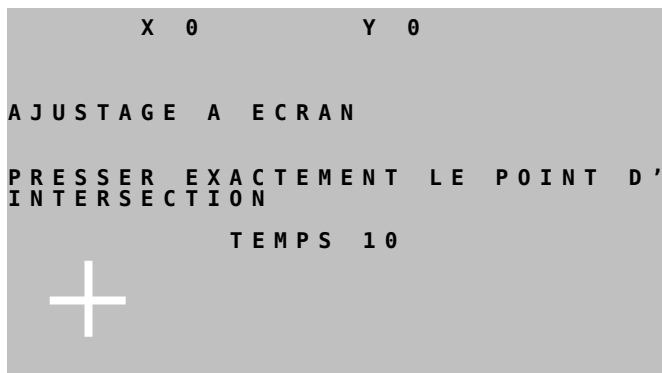 X 0 Y 0
AJUSTAGE A ECRAN
PRESSER EXACTEMENT LE POINT D'
INTERSECTION
TEMPS 10